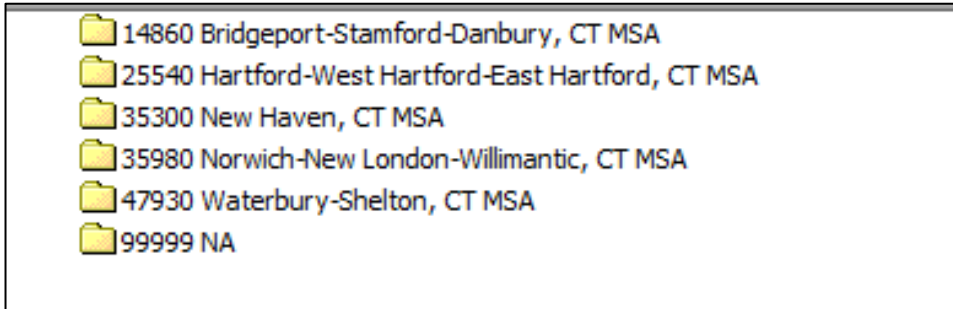 14860 Bridgeport-Stamford-Danbury, CT MSA
25540 Hartford-West Hartford-East Hartford, CT MSA
35300 New Haven, CT MSA
35980 Norwich-New London-Willimantic, CT MSA
47930 Waterbury-Shelton, CT MSA
99999 NA